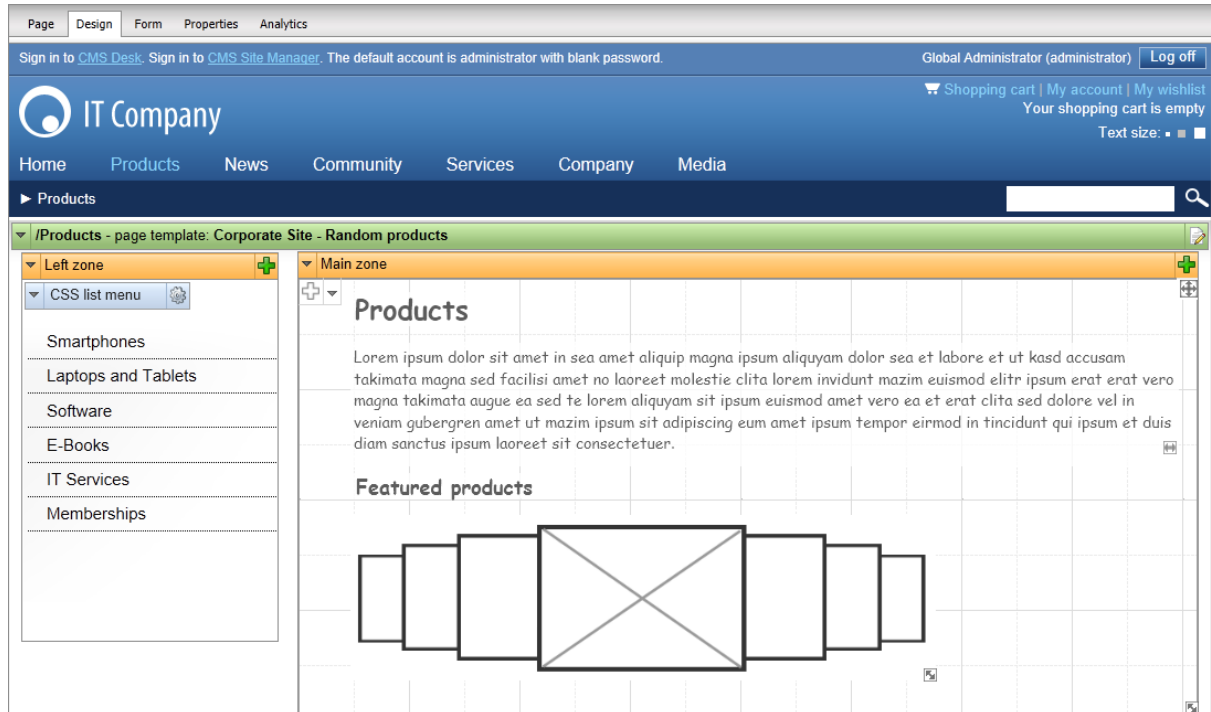 Page Design Form Properties Analytics
Sign in to CMS Desk. Sign in to CMS Site Manager. The default account is administrator with blank password. Global Administrator (administrator) Log off
Shopping cart | My account | My wishlist
Your shopping cart is empty
IT Company
Text size:
Home Products News Community Services Company Media
Products
/Products - page template: Corporate Site - Random products
Left zone
CSS list menu
Smartphones
Laptops and Tablets
Software
E-Books
IT Services
Memberships
Main zone
Products
Lorem ipsum dolor sit amet in sea amet aliquip magna ipsum aliquyam dolor sea et labore et ut kasd accusam
takimata magna sed facilisi amet no laoreet molestie clita lorem invidunt mazim euismod elitr ipsum erat erat vero
magna takimata augue ea sed te lorem aliquyam sit ipsum euismod amet vero ea et erat clita sed dolore vel in
veniam gubergren amet ut mazim ipsum sit adipiscing eum amet ipsum tempor eirmod in tincidunt qui ipsum et duis
diam sanctus ipsum laoreet sit consectetuer.
Featured products